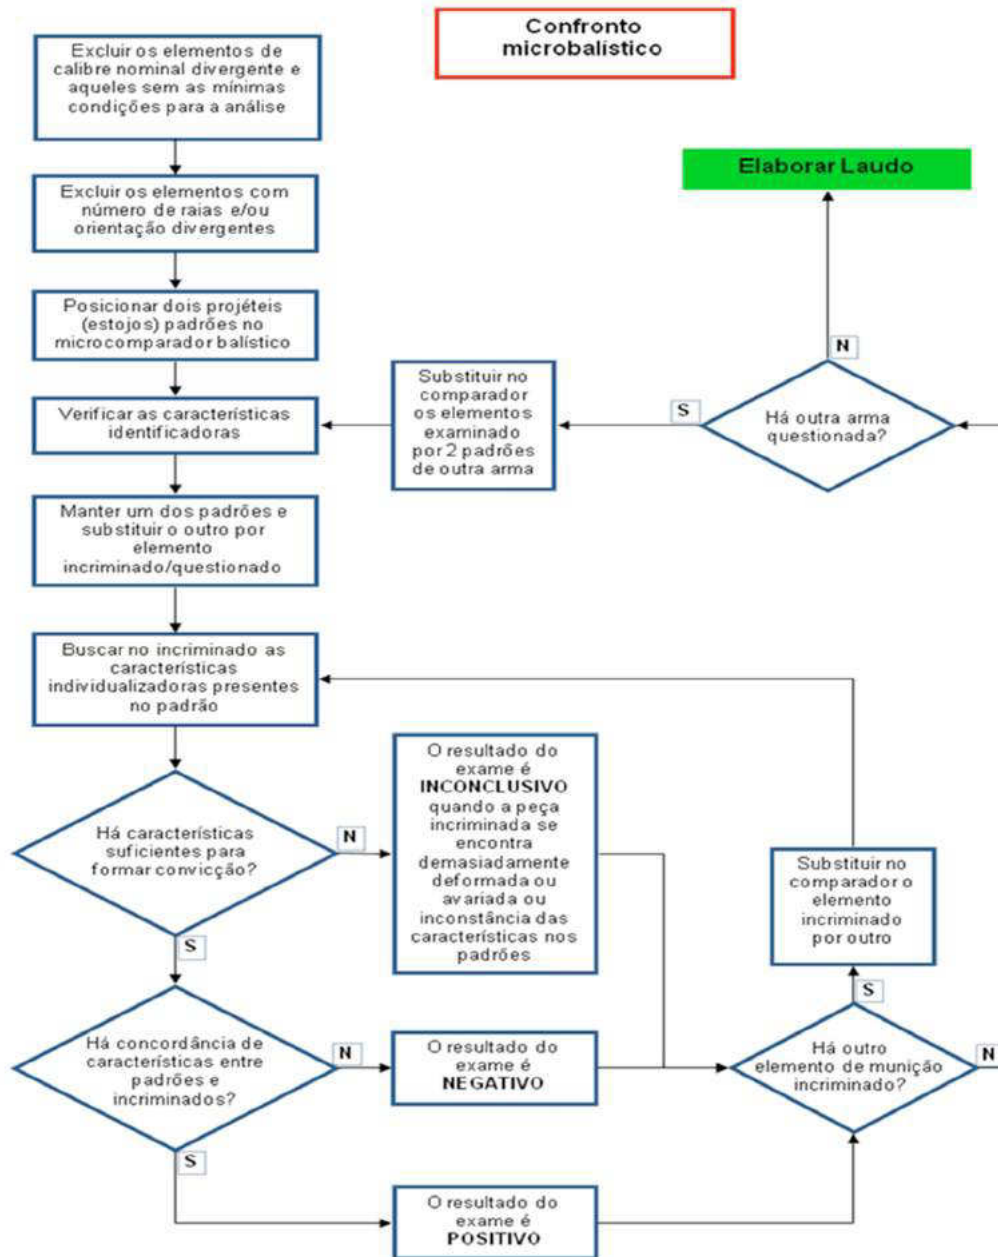 Confronto
microbalístico
Excluir os elementos de
calibre nominal divergente e
aqueles sem as mínimas
condições para a análise
Elaborar Laudo
Excluir os elementos com
número de raias e/ou
orientação divergentes
Posicionar dois projéteis
(estojos) padrões no
microcomparador balístico
N
Substituir no
comparador
os elementos
examinado
por 2 padrões
de outra arma
S
Há outra arma
questionada?
Verificar as características
identificadoras
Manter um dos padrões e
substituir o outro por
elemento
incriminado/questionado
Buscar no incriminado as
características
individualizadoras presentes
no padrão
O resultado do
exame é
INCONCLUSIVO
quando a peça
incriminada se
encontra
demasiadamente
deformada ou
avariada ou
inconstância das
características nos
padrões
Há características
suficientes para
formar convicção?
N
S
Substituir no
comparador o
elemento
incriminado
por outro
S
Há concordância de
características entre
padrões e
incriminados?
N
O resultado do
exame é
NEGATIVO
Há outro
elemento de munição
incriminado?
N
S
O resultado do
exame é
POSITIVO